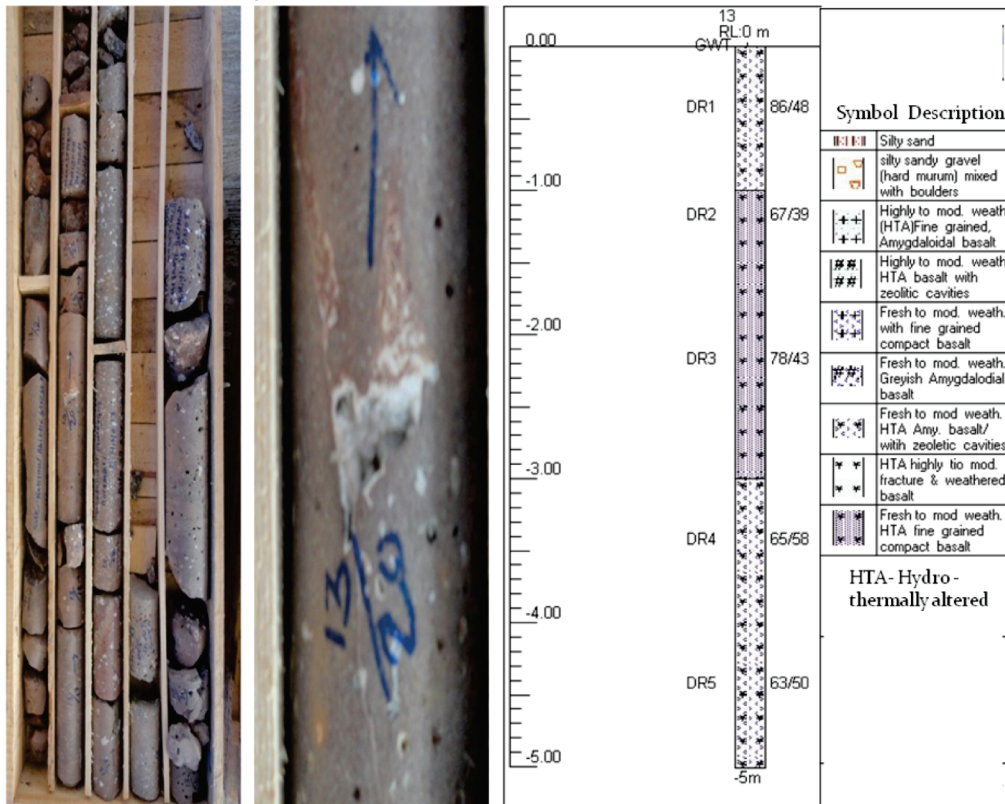 13
29
13
RL:0 m
GWT
0.00
-1.00
-2.00
-3.00
-4.00
-5.00
DR1 86/48
DR2 67/39
DR3 78/43
DR4 65/58
DR5 63/50
-5m
Symbol Description
Silty sand
silty sandy gravel
(hard murum) mixed
with boulders
Highly to mod. weath
(HTA)Fine grained,
Amygdaloidal basalt
Highly to mod. weath
HTA basalt with
zeolitic cavities
Fresh to mod. weath.
with fine grained
compact basalt
Fresh to mod. weath.
Greyish Amygdalodial
basalt
Fresh to mod weath.
HTA Amy. basalt/
witih zeoletic cavities
HTA highly tio mod.
fracture & weathered
basalt
Fresh to mod weath.
HTA fine grained
compact basalt
HTA- Hydro -
thermally altered